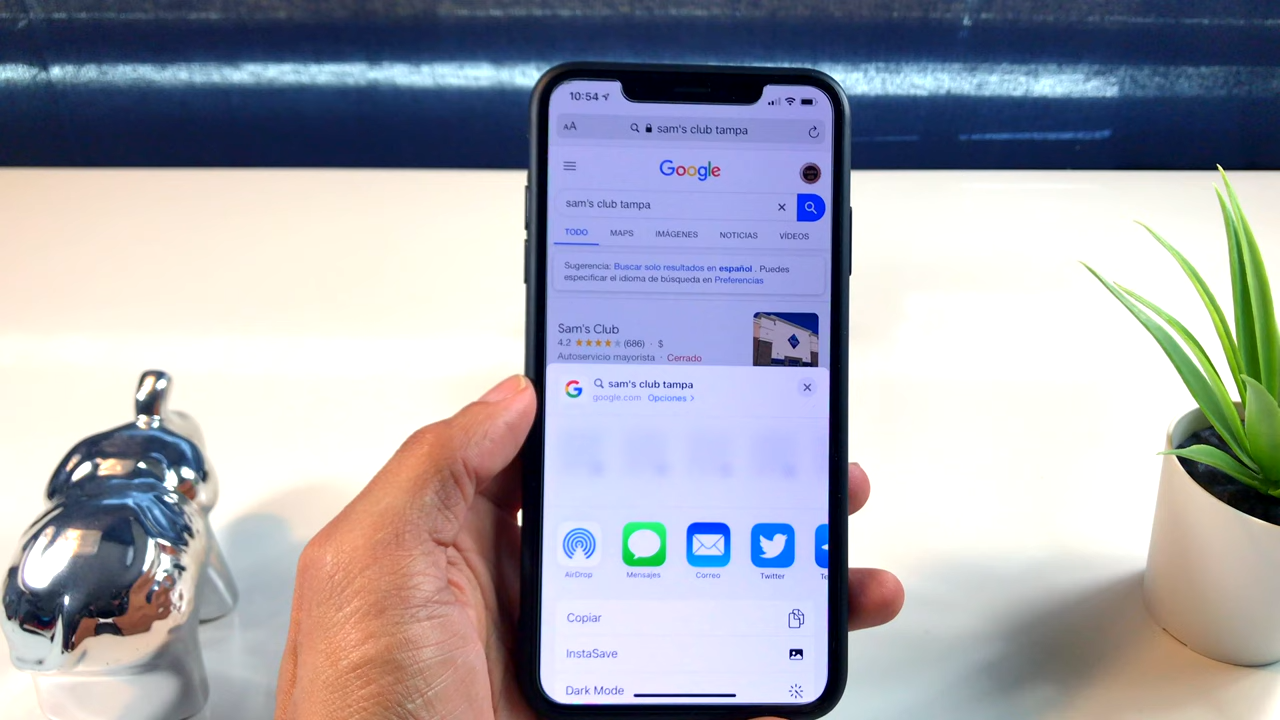 10:54
AA sam's club tampa
Google
sam's club tampa
TODO MAPS IMÁGENES NOTICIAS VÍDEOS
Sugerencia: Buscar solo resultados en español . Puedes
especificar el idioma de búsqueda en Preferencias
Sam's Club
4.2 (686) · $
Autoservicio mayorista · Cerrado
sam's club tampa
google.com Opciones >
AirDrop Mensajes Correo Twitter
Copiar
InstaSave
Dark Mode